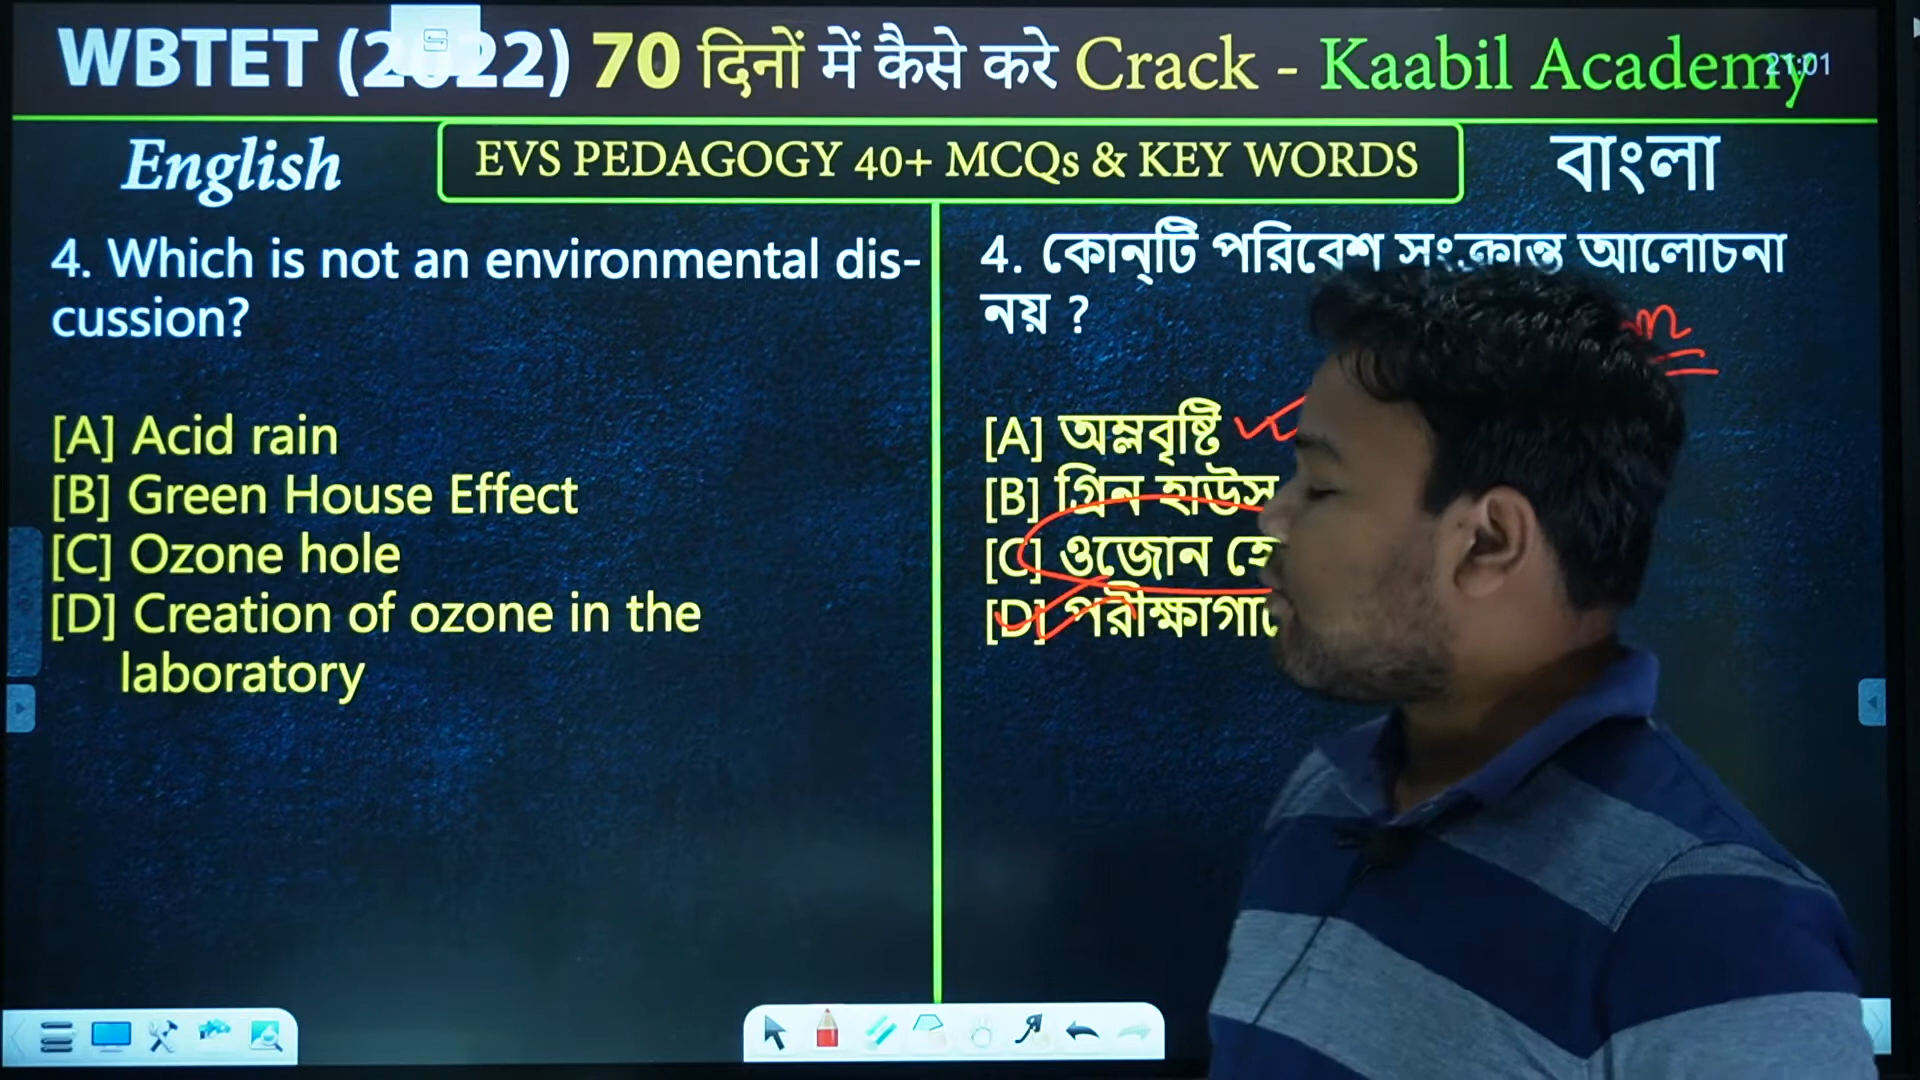 WBTET (2022) 70 दिनों में कैसे करे Crack - Kaabil Academy
21:01
English
EVS PEDAGOGY 40+ MCQs & KEY WORDS
বাংলা
4. Which is not an environmental dis-
cussion?
[A] Acid rain
[B] Green House Effect
[C] Ozone hole
[D] Creation of ozone in the
laboratory
4. কোন্‌টি পরিবেশ সংক্রান্ত আলোচনা
নয় ?
[A] অম্লবৃষ্টি
[B] গ্রিন হাউস
[C] ওজোন
[D]